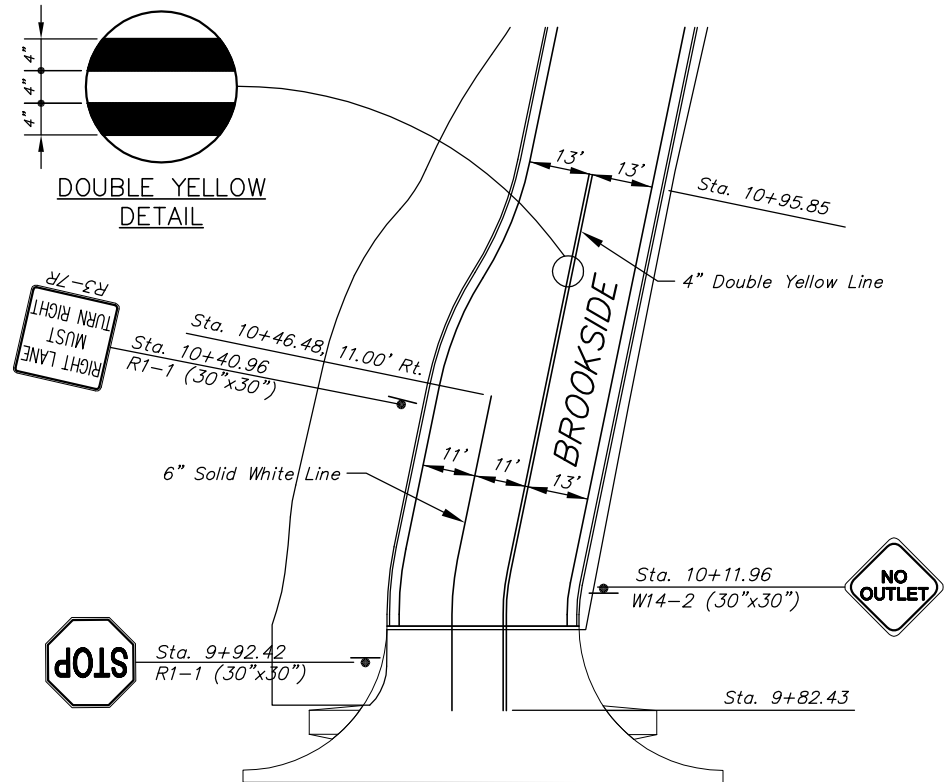 4"
4"
4"
DOUBLE YELLOW
DETAIL
13'
13'
Sta. 10+95.85
4" Double Yellow Line
BROOKSIDE
R3-7R
RIGHT LANE
MUST
TURN RIGHT
Sta. 10+46.48, 11.00' Rt.
Sta. 10+40.96
R1-1 (30"x30")
11'
11'
13'
6" Solid White Line
Sta. 10+11.96
W14-2 (30"x30")
NO
OUTLET
STOP
Sta. 9+92.42
R1-1 (30"x30")
Sta. 9+82.43